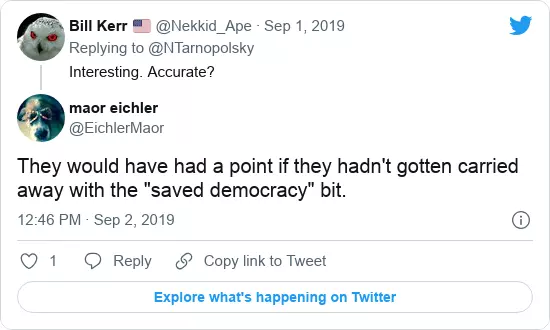 Bill Kerr 🇺🇸 @Nekkid_Ape · Sep 1, 2019
Replying to @NTarnopolsky
Interesting. Accurate?
maor eichler
@EichlerMaor
They would have had a point if they hadn't gotten carried
away with the "saved democracy" bit.
12:46 PM · Sep 2, 2019
1 Reply Copy link to Tweet
Explore what's happening on Twitter